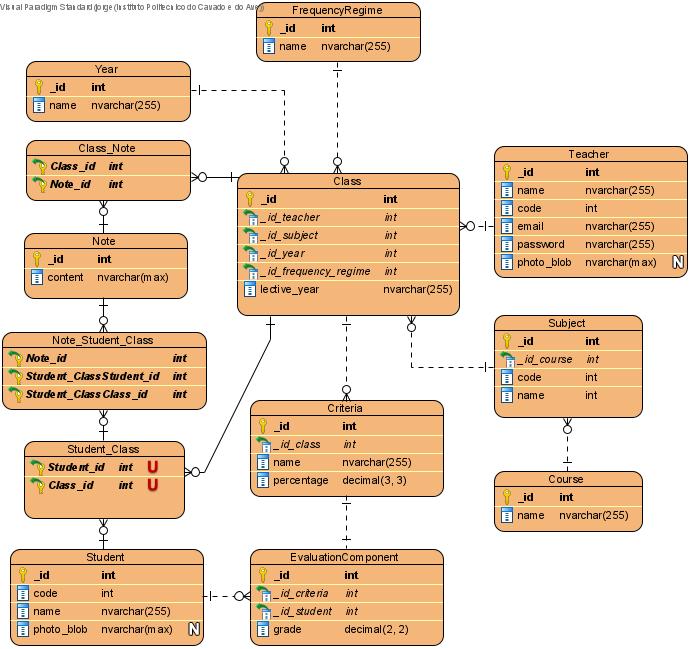 Visual Paradigm Standard(jorge(Instituto Politecnico do Cavado e do Ave))
FrequencyRegime
_id int
name nvarchar(255)
Year
_id int
name nvarchar(255)
Class_Note
Class_id int
Note_id int
Teacher
_id int
name nvarchar(255)
code int
email nvarchar(255)
password nvarchar(255)
photo_blob nvarchar(max) N
Class
_id int
_id_teacher int
_id_subject int
_id_year int
_id_frequency_regime int
lective_year nvarchar(255)
Note
_id int
content nvarchar(max)
Subject
_id int
_id_course int
code int
name int
Note_Student_Class
Note_id int
Student_ClassStudent_id int
Student_ClassClass_id int
Criteria
_id int
_id_class int
name nvarchar(255)
percentage decimal(3, 3)
Student_Class
Student_id int U
Class_id int U
Course
_id int
name nvarchar(255)
Student
_id int
code int
name nvarchar(255)
photo_blob nvarchar(max) N
EvaluationComponent
_id int
_id_criteria int
_id_student int
grade decimal(2, 2)